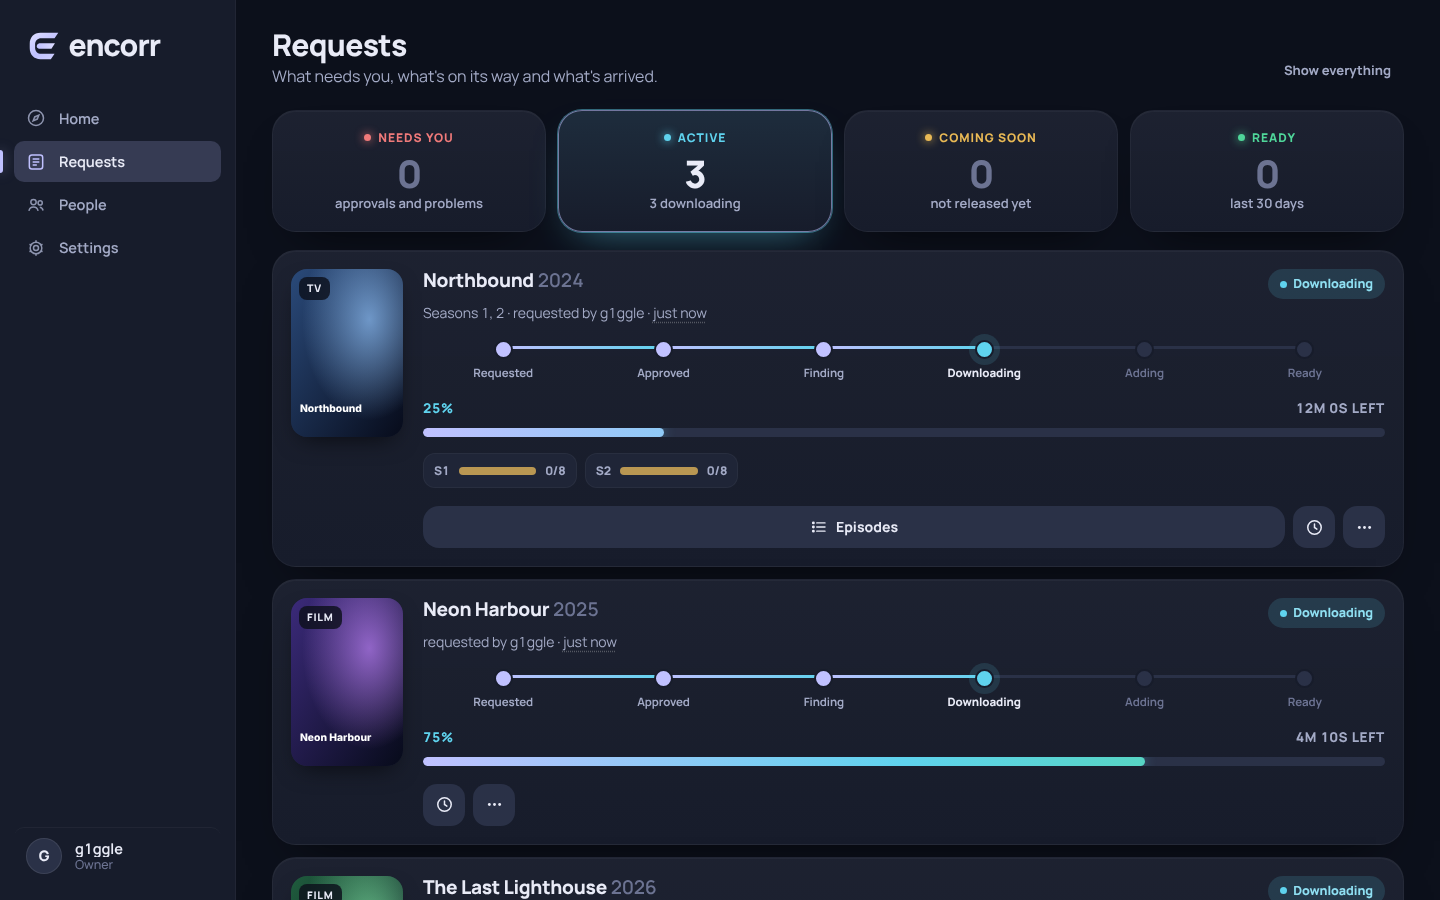 encorr
Home
Requests
People
Settings
g1ggle
Owner
G
Requests
What needs you, what's on its way and what's arrived.
Show everything
NEEDS YOU
0
approvals and problems
ACTIVE
3
3 downloading
COMING SOON
0
not released yet
READY
0
last 30 days
TV
Northbound
Northbound 2024
Downloading
Seasons 1, 2 · requested by g1ggle · just now
Requested Approved Finding Downloading Adding Ready
25% 12M 0S LEFT
S1 0/8 S2 0/8
Episodes
FILM
Neon Harbour
Neon Harbour 2025
Downloading
requested by g1ggle · just now
Requested Approved Finding Downloading Adding Ready
75% 4M 10S LEFT
FILM
The Last Lighthouse 2026
Downloading